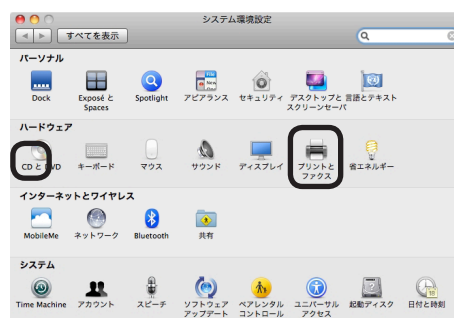 システム環境設定
すべてを表示
パーソナル
Dock Exposé と Spotlight アピアランス セキュリティ デスクトップと 言語とテキスト
Spaces スクリーンセーバ
ハードウェア
CD と DVD キーボード マウス サウンド ディスプレイ プリントと 省エネルギー
ファクス
インターネットとワイヤレス
MobileMe ネットワーク Bluetooth 共有
システム
Time Machine アカウント スピーチ ソフトウェア ペアレンタル ユニバーサル 起動ディスク 日付と時刻
アップデート コントロール アクセス